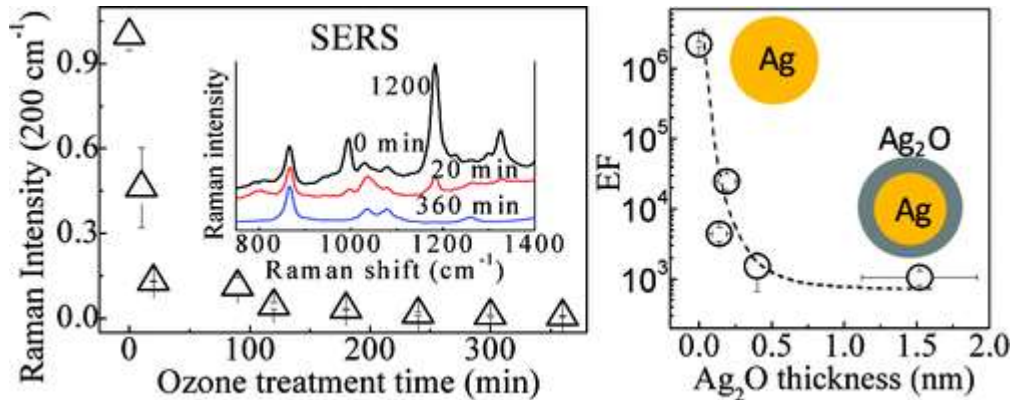 Raman Intensity (200 cm⁻¹)
0.9
0.6
0.3
0.0
SERS
Raman intensity
1200
0 min
20 min
360 min
800 1000 1200 1400
Raman shift (cm⁻¹)
0 100 200 300
Ozone treatment time (min)
EF
10⁶
10⁵
10⁴
10³
Ag
Ag₂O
Ag
0.0 0.5 1.0 1.5 2.0
Ag₂O thickness (nm)